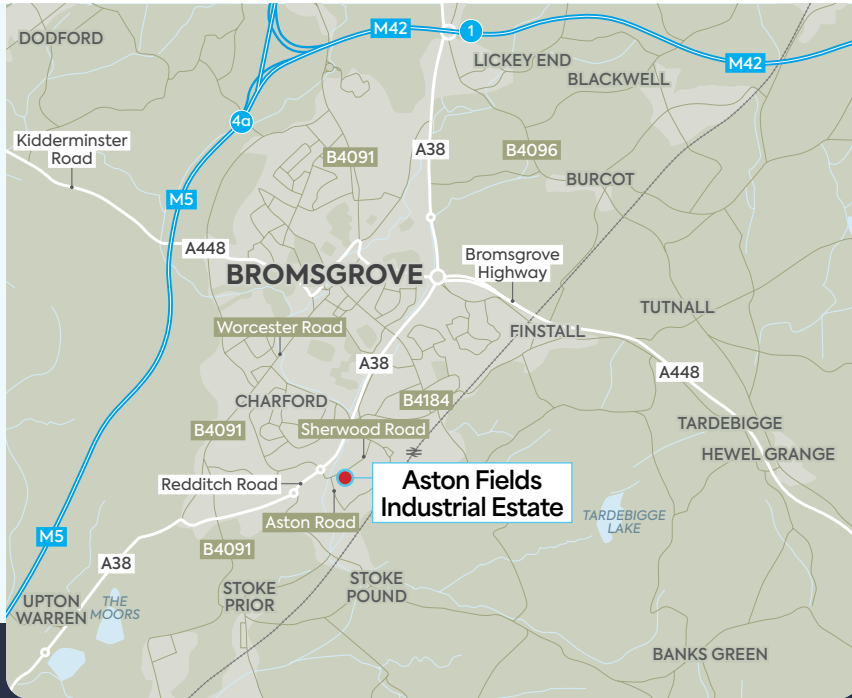 M42
1
DODFORD
LICKEY END
M42
BLACKWELL
4a
Kidderminster
Road
B4091
A38
B4096
BURCOT
M5
A448
Bromsgrove
Highway
BROMSGROVE
TUTNALL
Worcester Road
FINSTALL
A38
A448
CHARFORD
B4184
B4091
Sherwood Road
TARDEBIGGE
HEWEL GRANGE
Redditch Road
Aston Fields
Industrial Estate
Aston Road
TARDEBIGGE
LAKE
M5
B4091
A38
STOKE
PRIOR
STOKE
POUND
UPTON
WARREN
THE
MOORS
BANKS GREEN